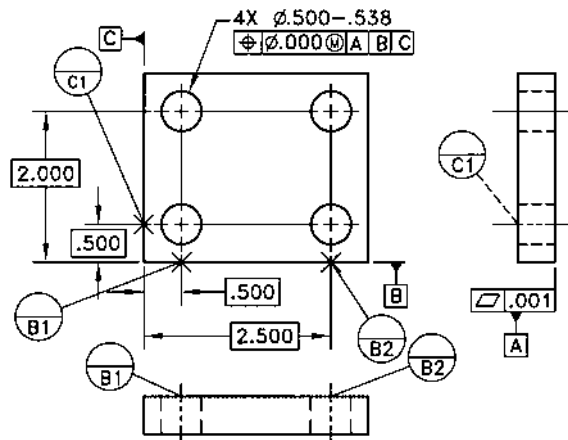 4X Ø.500-.538
⌖ Ø.000 Ⓜ A B C
C
C1
2.000
.500
C1
.500
B
B1
2.500
B2
⏥ .001
A
B1
B2